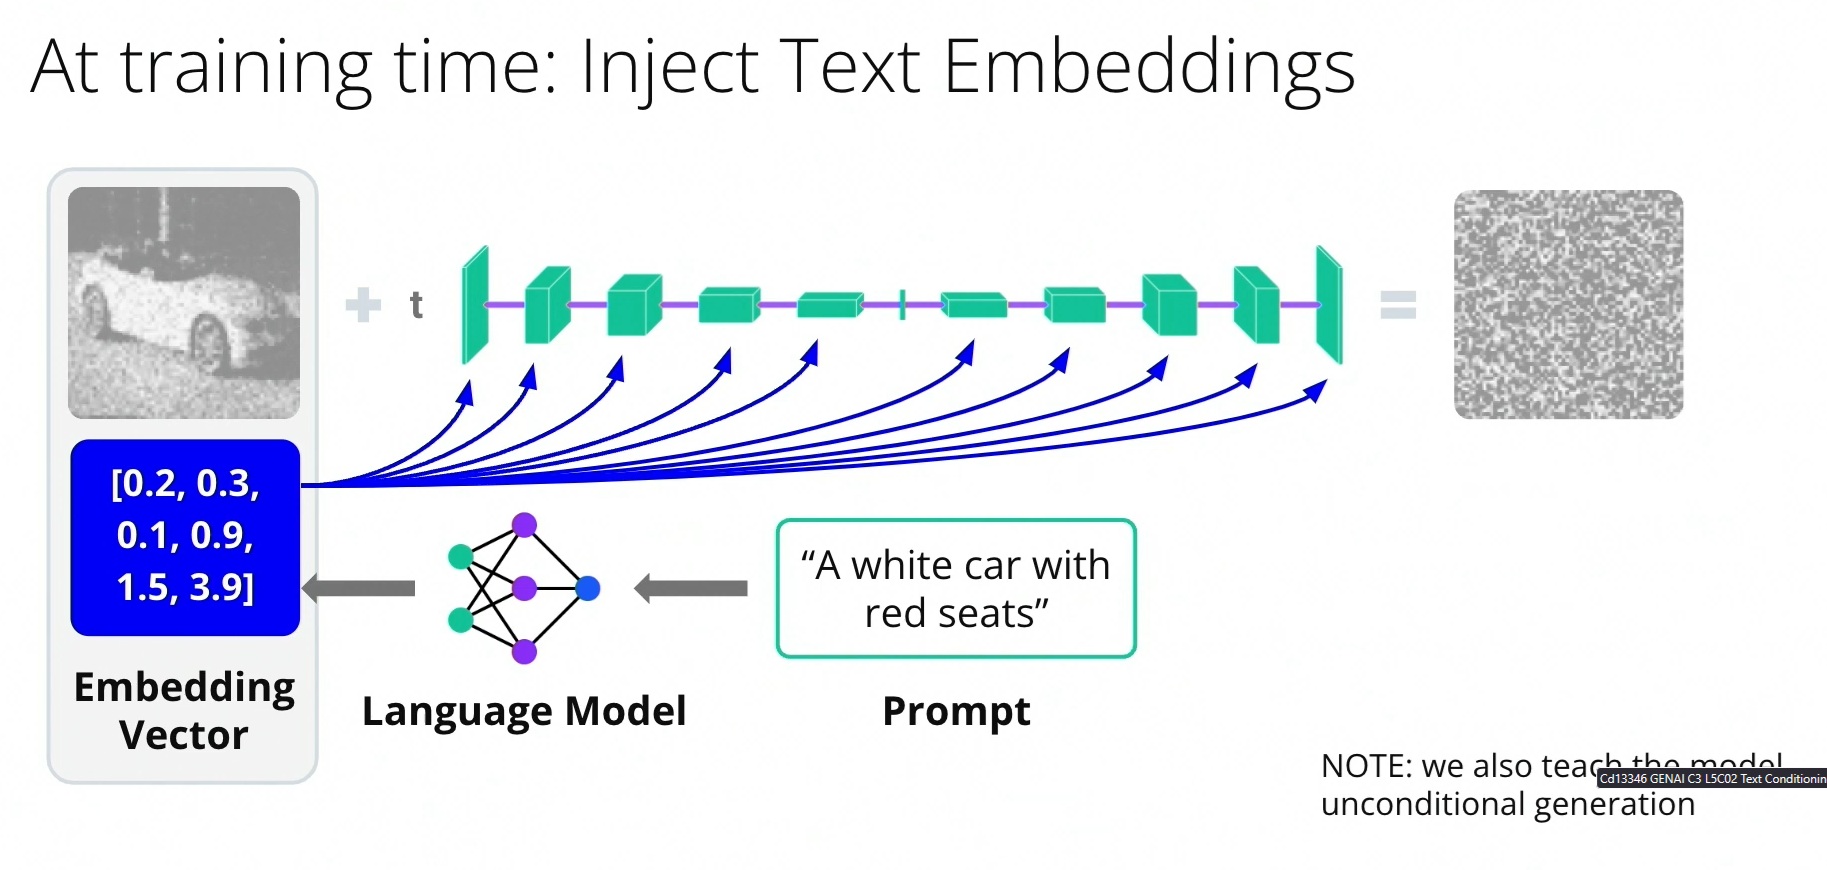 At training time: Inject Text Embeddings
t
[0.2, 0.3,
0.1, 0.9,
1.5, 3.9]
Embedding
Vector
Language Model
“A white car with
red seats”
Prompt
NOTE: we also teach the model
Cd13346 GENAI C3 L5C02 Text Conditionin
unconditional generation